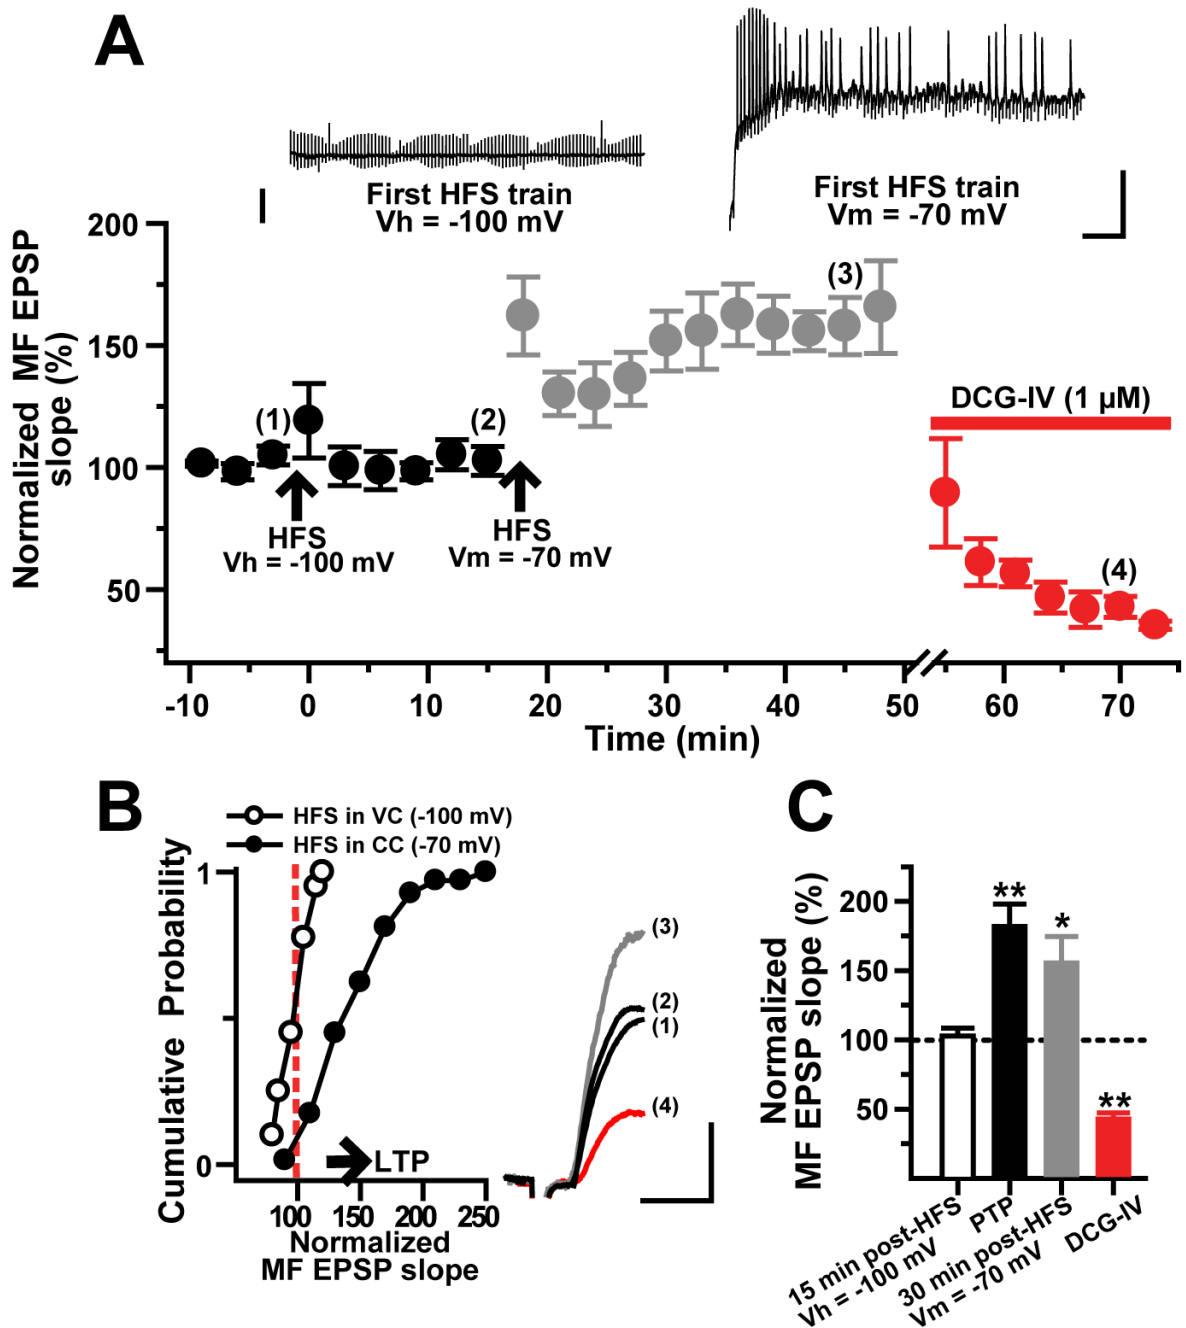 A
First HFS train
Vh = -100 mV
First HFS train
Vm = -70 mV
Normalized MF EPSP
slope (%)
200
150
100
50
(1)
(2)
(3)
(4)
HFS
Vh = -100 mV
HFS
Vm = -70 mV
DCG-IV (1 µM)
-10
0
10
20
30
40
50
60
70
Time (min)
B
HFS in VC (-100 mV)
HFS in CC (-70 mV)
Cumulative Probability
1
0
LTP
100
150
200
250
Normalized
MF EPSP slope
(3)
(2)
(1)
(4)
C
Normalized
MF EPSP slope (%)
200
150
100
50
**
*
**
15 min post-HFS
Vh = -100 mV
PTP
30 min post-HFS
Vm = -70 mV
DCG-IV